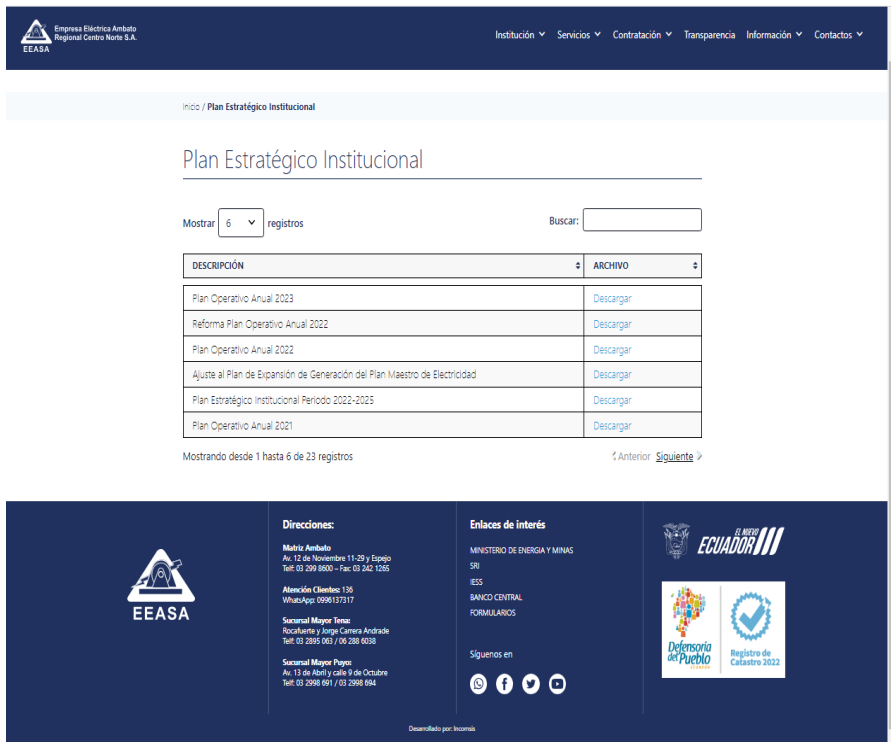 Empresa Eléctrica Ambato
Regional Centro Norte S.A.
EEASA
Institución Servicios Contratación Transparencia Información Contactos
Inicio / Plan Estratégico Institucional
Plan Estratégico Institucional
Mostrar 6 registros
Buscar:
DESCRIPCIÓN ARCHIVO
Plan Operativo Anual 2023 Descargar
Reforma Plan Operativo Anual 2022 Descargar
Plan Operativo Anual 2022 Descargar
Ajuste al Plan de Expansión de Generación del Plan Maestro de Electricidad Descargar
Plan Estratégico Institucional Periodo 2022-2025 Descargar
Plan Operativo Anual 2021 Descargar
Mostrando desde 1 hasta 6 de 23 registros
Anterior Siguiente
EEASA
Direcciones:
Matriz Ambato
Av. 12 de Noviembre 11-29 y Espejo
Telf: 03 299 8600 – Fax: 03 242 1265
Atención Clientes: 136
WhatsApp: 0996137317
Sucursal Mayor Tena:
Rocafuerte y Jorge Carrera Andrade
Telf: 03 2895 063 / 06 288 6038
Sucursal Mayor Puyo:
Av. 13 de Abril y calle 9 de Octubre
Telf: 03 2998 691 / 03 2998 694
Enlaces de interés
MINISTERIO DE ENERGIA Y MINAS
SRI
IESS
BANCO CENTRAL
FORMULARIOS
Síguenos en
EL NUEVO
ECUADOR
Defensoría
del Pueblo
ECUADOR
Registro de
Catastro 2022
Desarrollado por: Incomsis